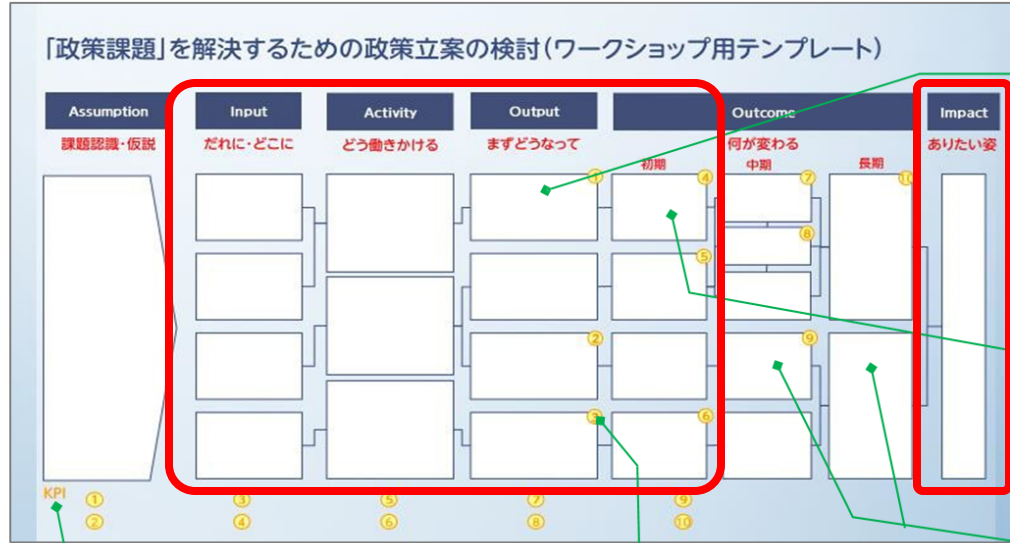 「政策課題」を解決するための政策立案の検討(ワークショップ用テンプレート)
Assumption Input Activity Output Outcome Impact
課題認識・仮説 だれに・どこに どう働きかける まずどうなって 何が変わる ありたい姿
初期 中期 長期
① ④ ⑦ ⑩
⑧
⑤
② ⑨
③ ⑥
KPI
① ③ ⑤ ⑦ ⑨
② ④ ⑥ ⑧ ⑩